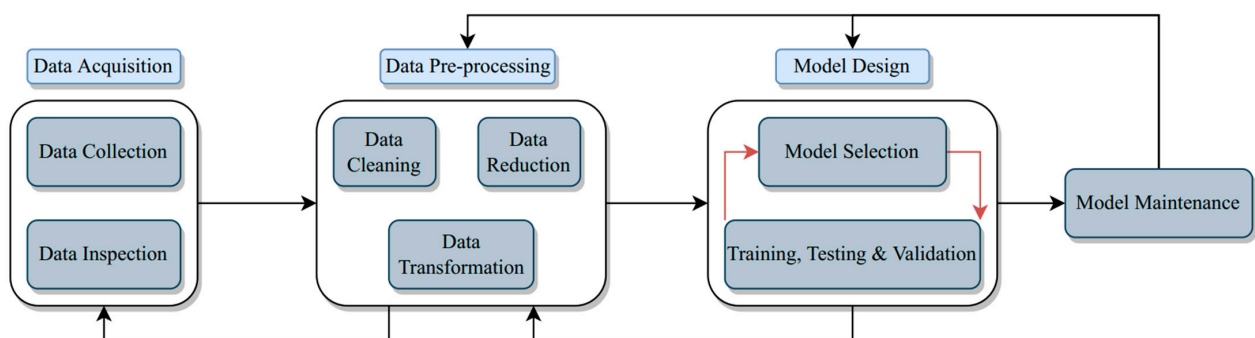 Data Acquisition
Data Pre-processing
Model Design
Data Collection
Data Inspection
Data
Cleaning
Data
Reduction
Data
Transformation
Model Selection
Training, Testing & Validation
Model Maintenance